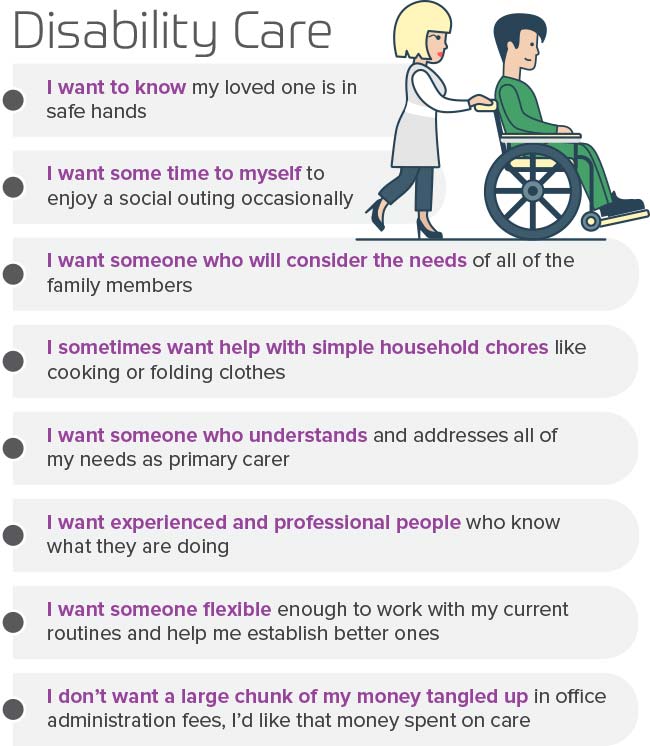 Disability Care
I want to know my loved one is in
safe hands
I want some time to myself to
enjoy a social outing occasionally
I want someone who will consider the needs of all of the
family members
I sometimes want help with simple household chores like
cooking or folding clothes
I want someone who understands and addresses all of
my needs as primary carer
I want experienced and professional people who know
what they are doing
I want someone flexible enough to work with my current
routines and help me establish better ones
I don’t want a large chunk of my money tangled up in office
administration fees, I’d like that money spent on care